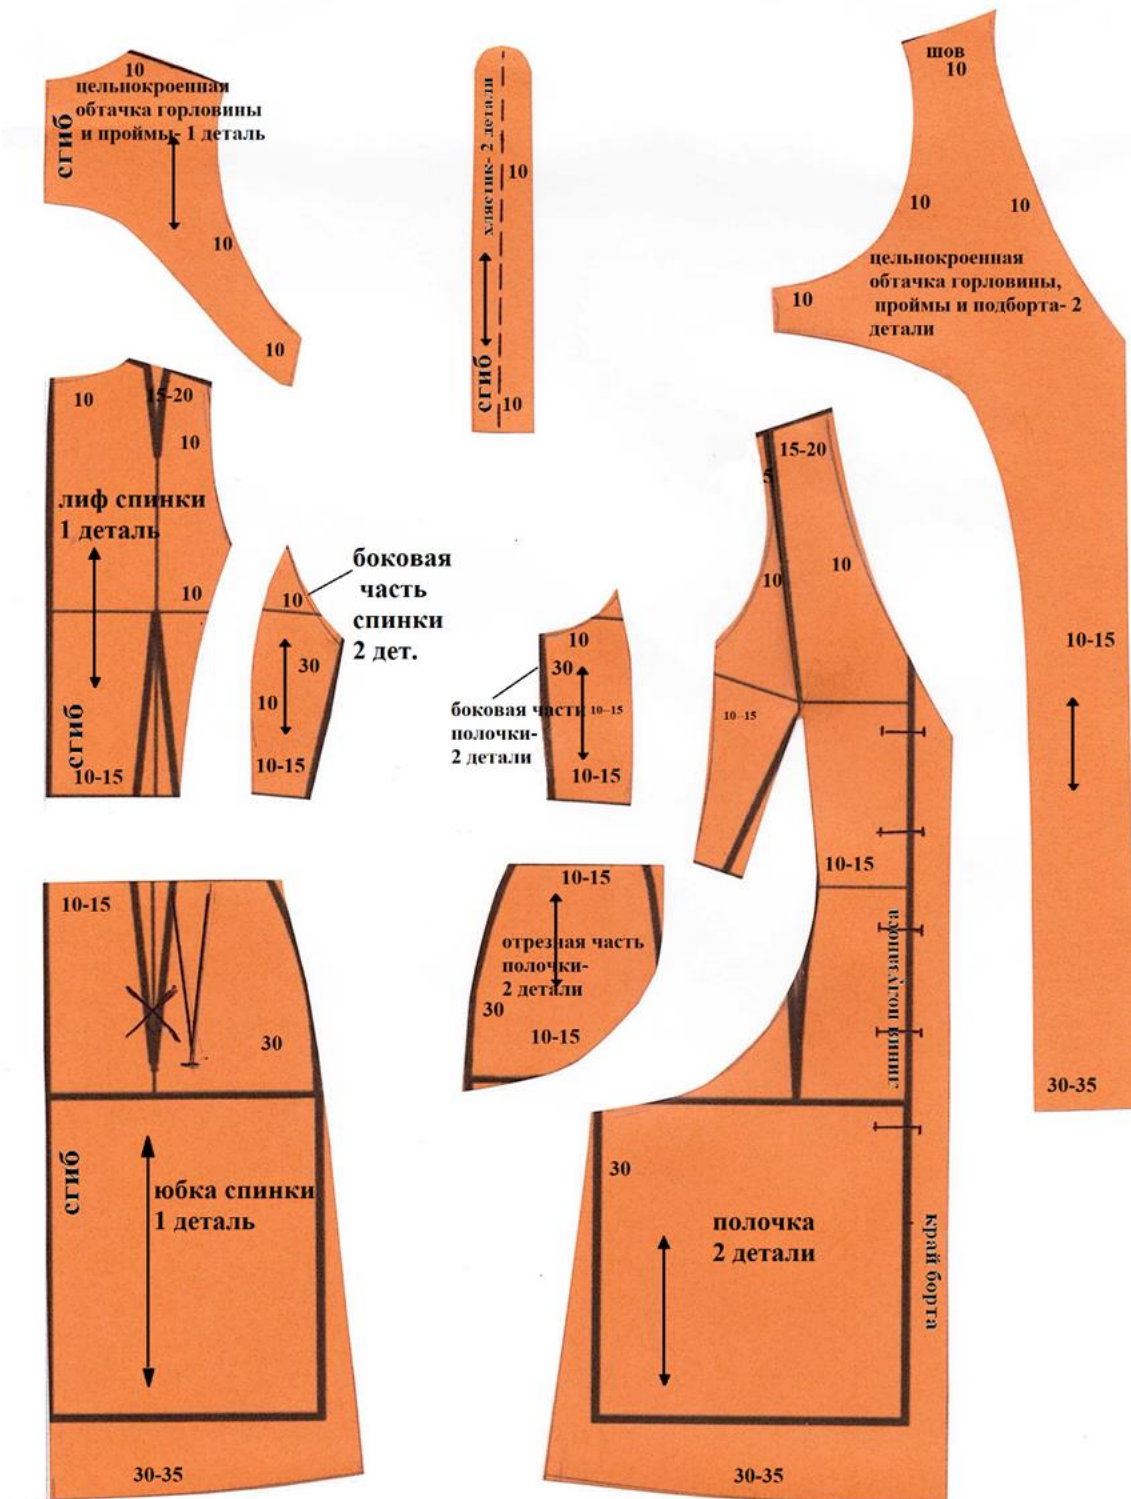 10
цельнокроенная
обтачка горловины
и проймы- 1 деталь
сгиб
10
10
хлястик- 2 детали
10
сгиб
10
шов
10
10
10
цельнокроенная
обтачка горловины,
проймы и подборта- 2
детали
10
10-15
30-35
10
15-20
10
лиф спинки
1 деталь
10
сгиб
10-15
боковая
часть
спинки
2 дет.
10
30
10
10-15
10
30
боковая части
полочки-
2 детали
10-15
10-15
15-20
10
10
10-15
10-15
линия полузаноса
10-15
сгиб
30
юбка спинки
1 деталь
30-35
10-15
отрезная часть
полочки-
2 детали
30
10-15
30
полочка
2 детали
край борта
30-35